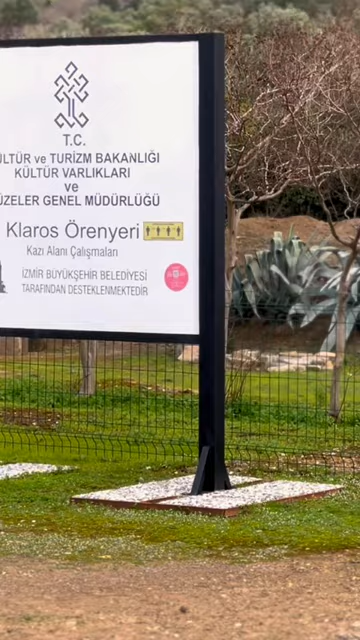 T.C.
ÜLTÜR ve TURİZM BAKANLIĞI
KÜLTÜR VARLIKLARI
ve
ÜZELER GENEL MÜDÜRLÜĞÜ
Klaros Örenyeri
Kazı Alanı Çalışmaları
İZMİR BÜYÜKŞEHİR BELEDİYESİ
TARAFINDAN DESTEKLENMEKTEDİR